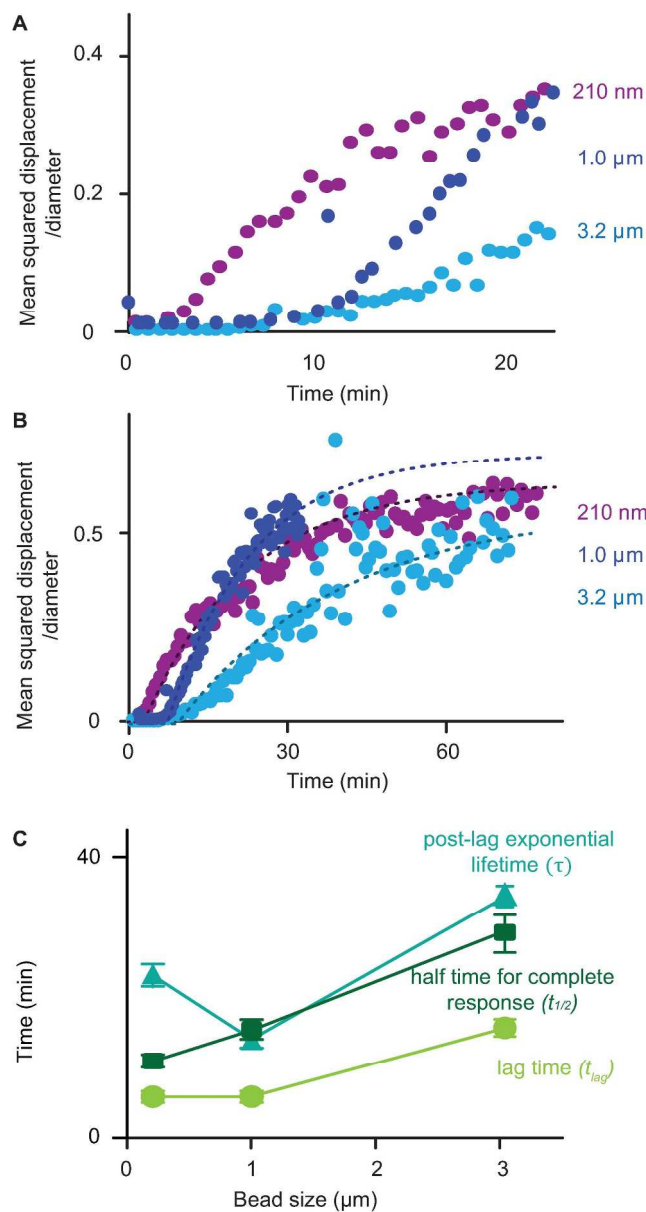 A
Mean squared displacement
/diameter
0.4
0.2
0
0
10
20
Time (min)
210 nm
1.0 µm
3.2 µm
B
Mean squared displacement
/diameter
0.5
0
0
30
60
Time (min)
210 nm
1.0 µm
3.2 µm
C
Time (min)
40
0
0
1
2
3
Bead size (µm)
post-lag exponential
lifetime (τ)
half time for complete
response (t1/2)
lag time (tlag)